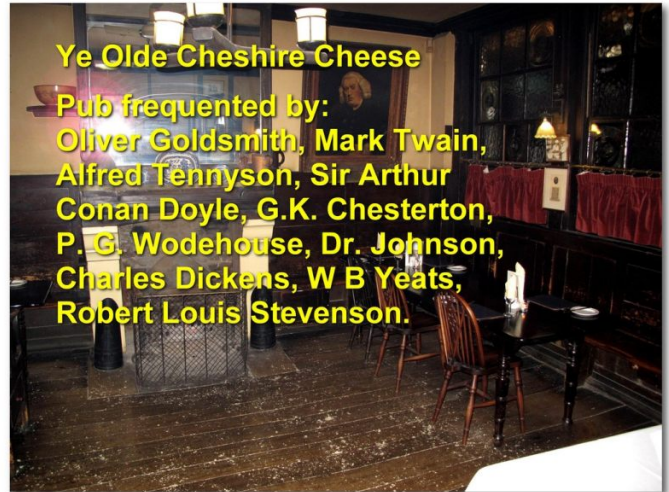 Ye Olde Cheshire Cheese
Pub frequented by:
Oliver Goldsmith, Mark Twain,
Alfred Tennyson, Sir Arthur
Conan Doyle, G.K. Chesterton,
P. G. Wodehouse, Dr. Johnson,
Charles Dickens, W B Yeats,
Robert Louis Stevenson.